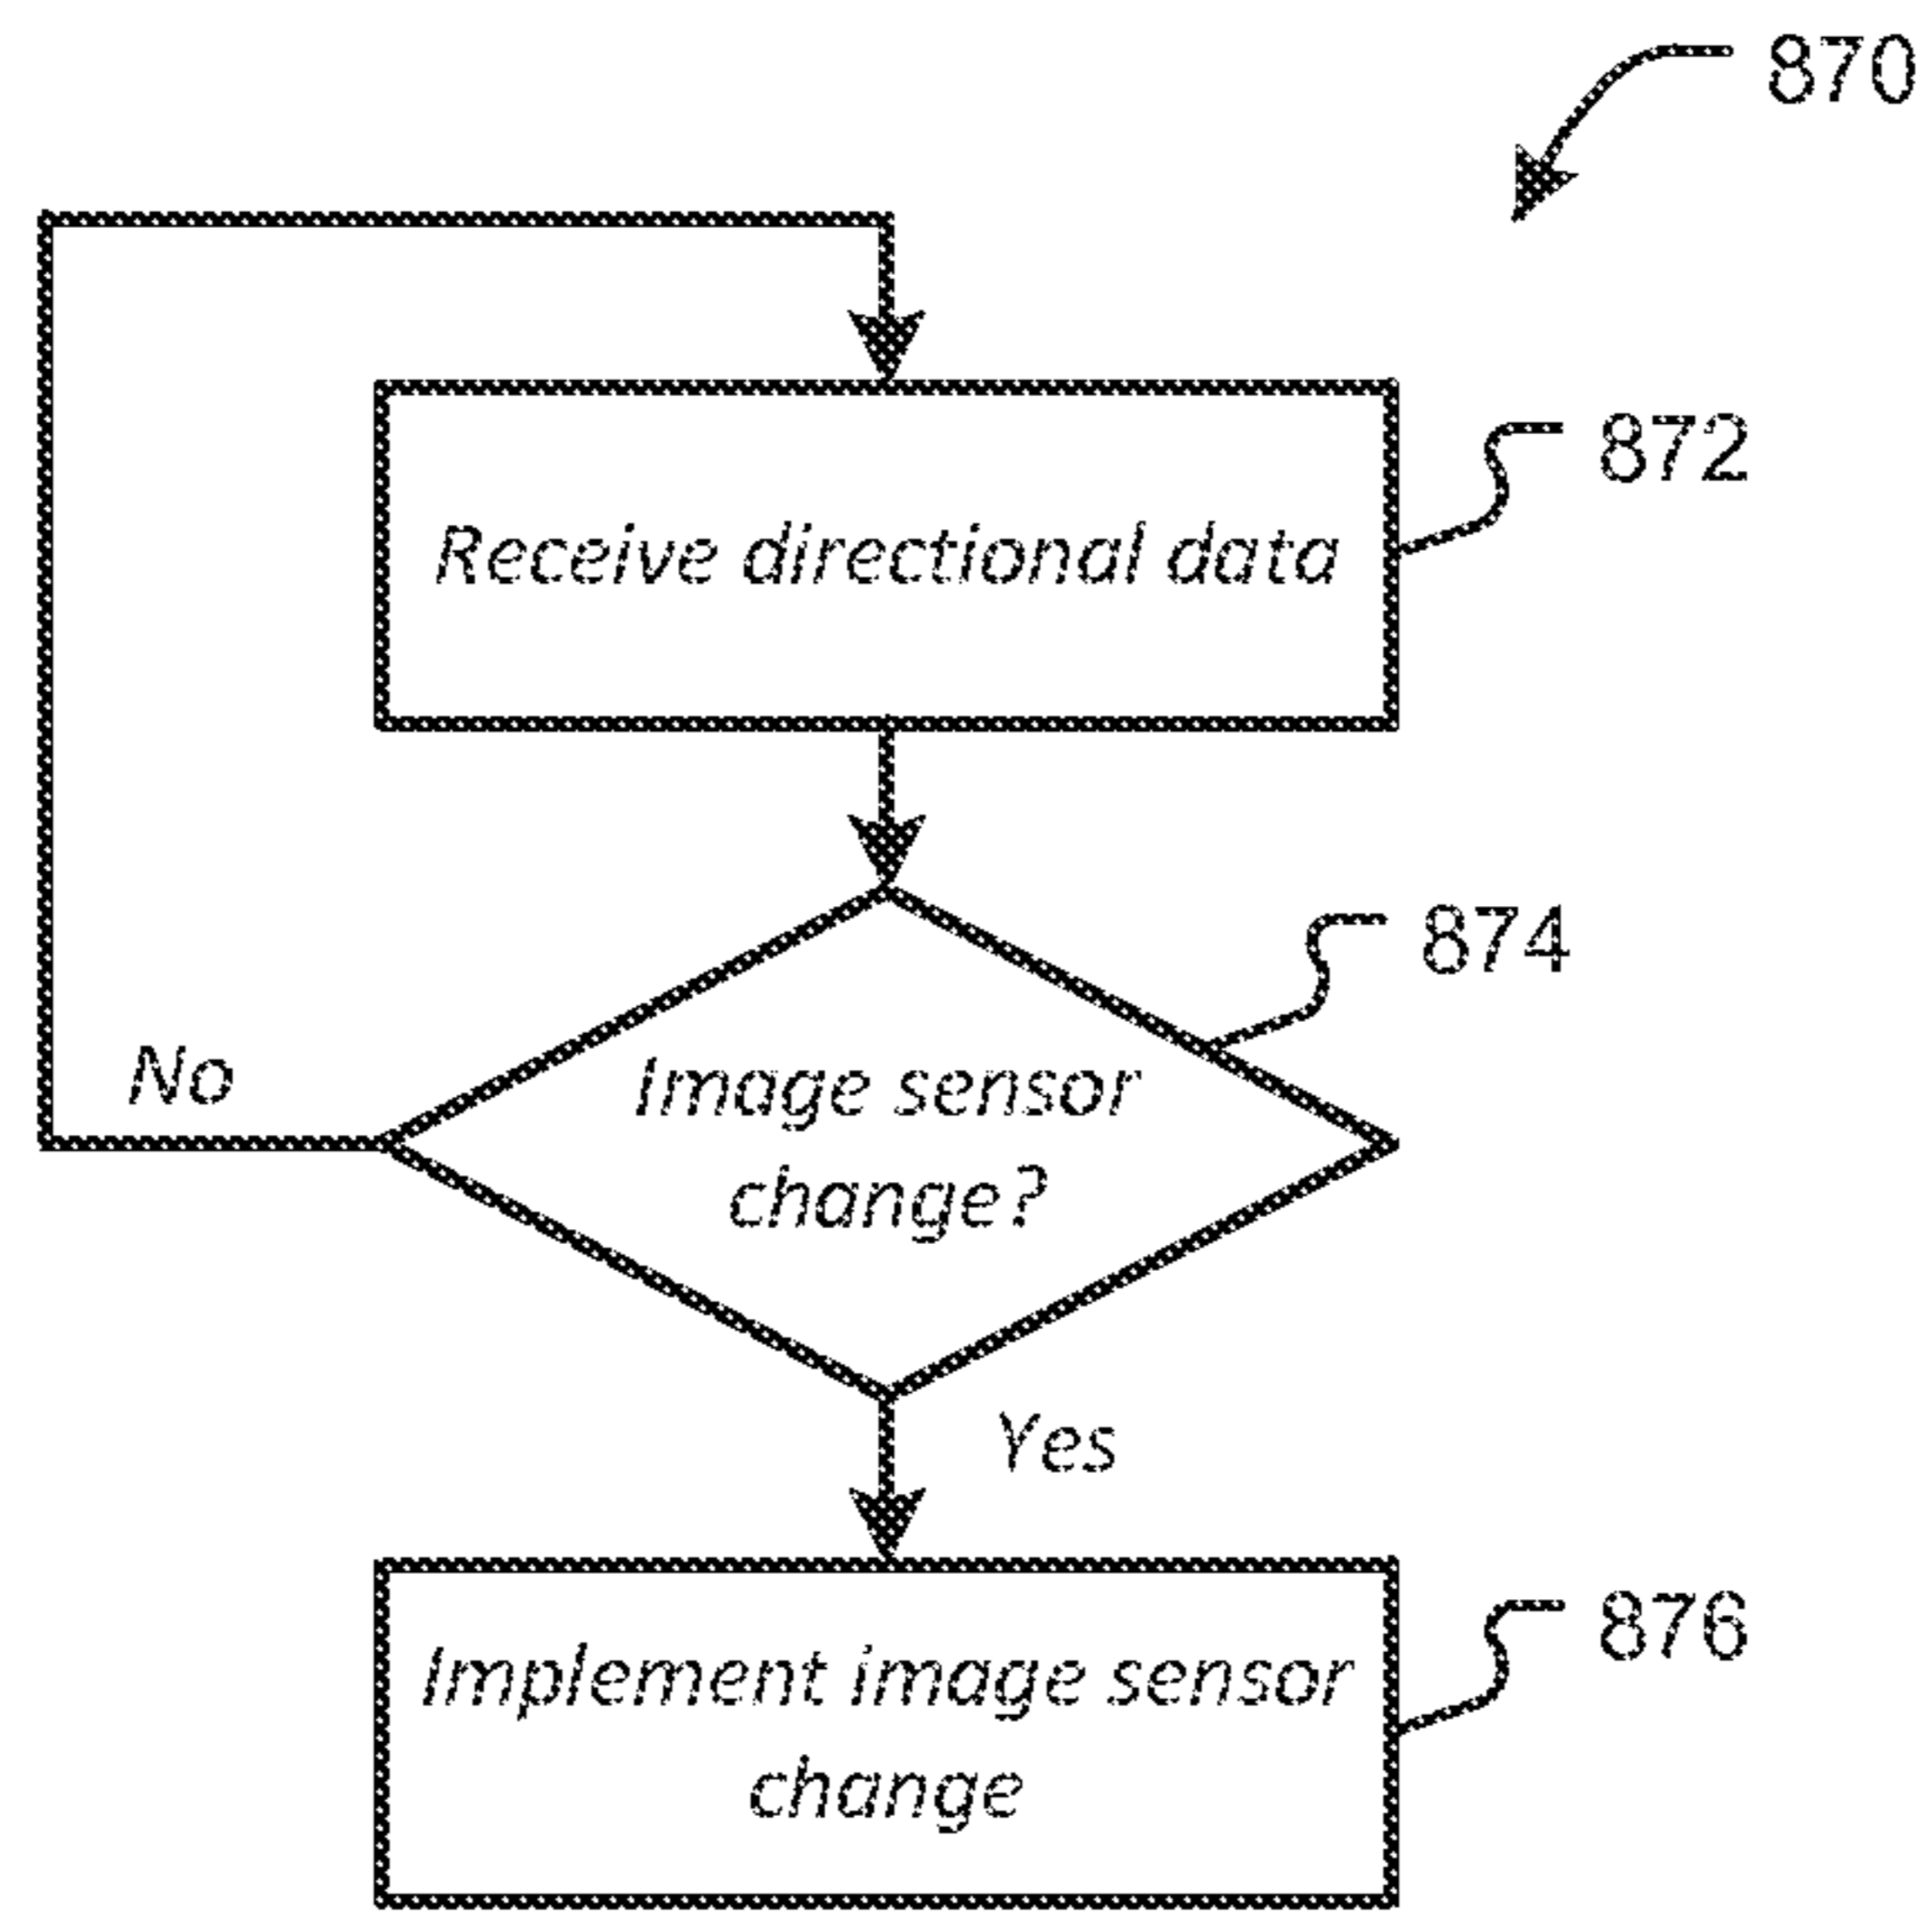 870
Receive directional data
872
874
Image sensor
change?
No
Yes
Implement image sensor
change
876